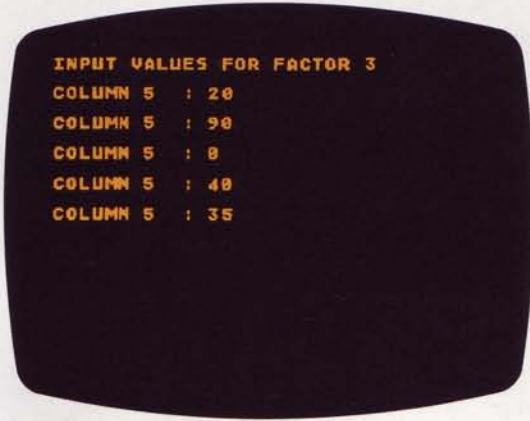 INPUT VALUES FOR FACTOR 3
COLUMN 5 : 20
COLUMN 5 : 90
COLUMN 5 : 0
COLUMN 5 : 40
COLUMN 5 : 35